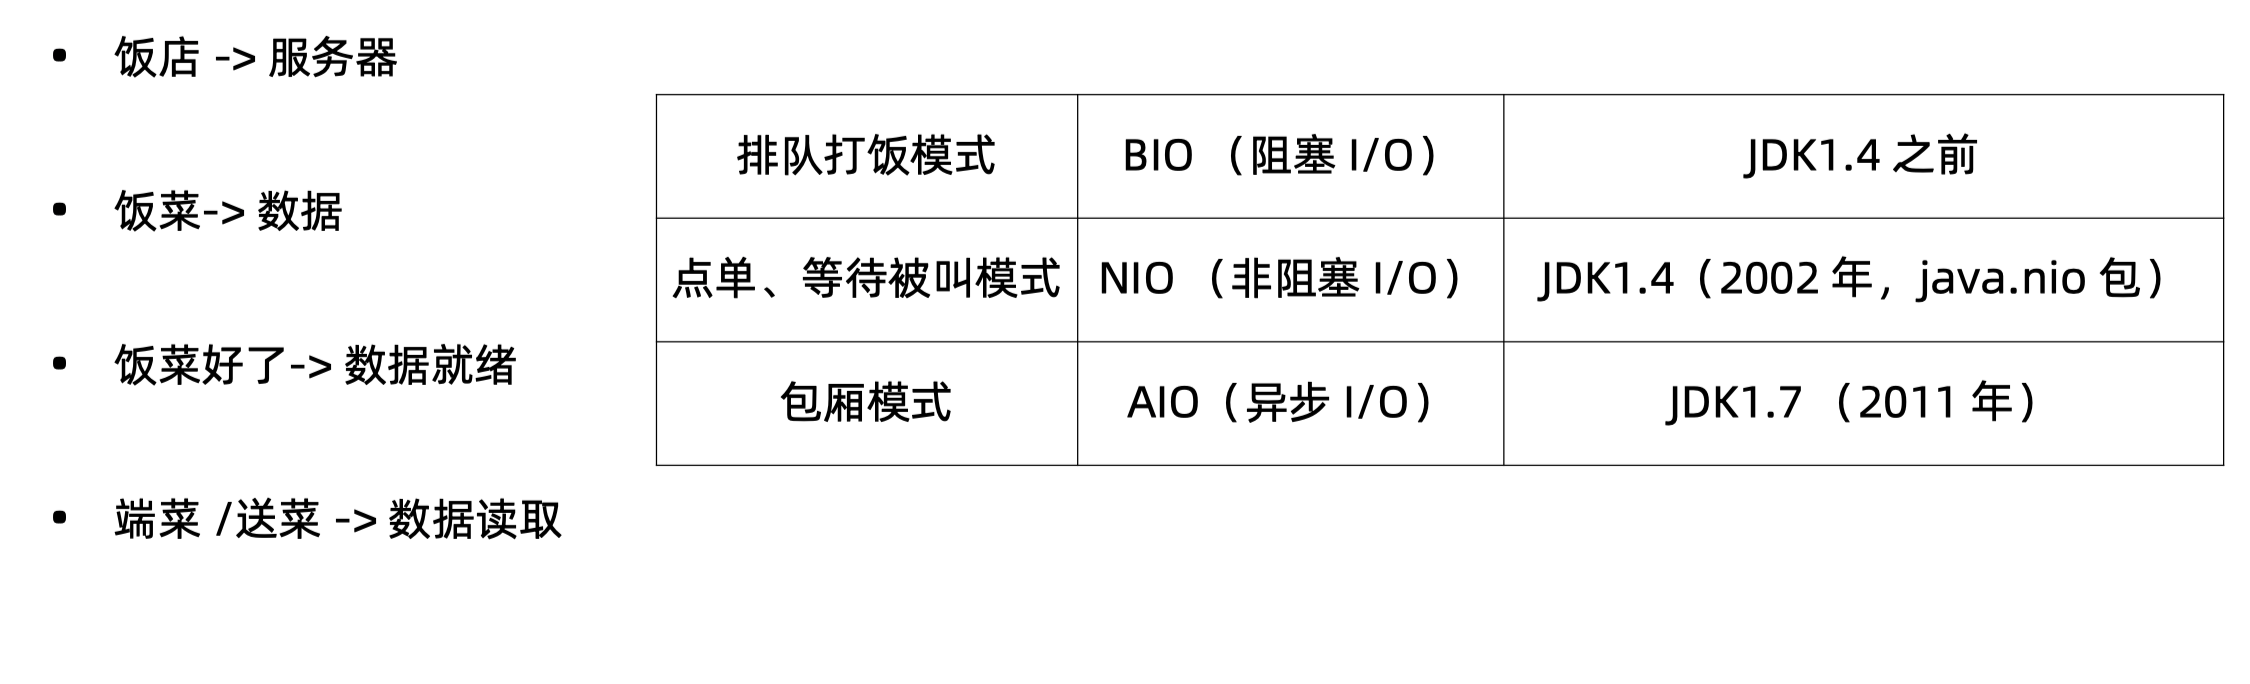 • 饭店 -> 服务器
• 饭菜-> 数据
• 饭菜好了-> 数据就绪
• 端菜 /送菜 -> 数据读取
排队打饭模式 BIO （阻塞 I/O） JDK1.4 之前
点单、等待被叫模式 NIO （非阻塞 I/O） JDK1.4（2002 年，java.nio 包）
包厢模式 AIO（异步 I/O） JDK1.7 （2011 年）